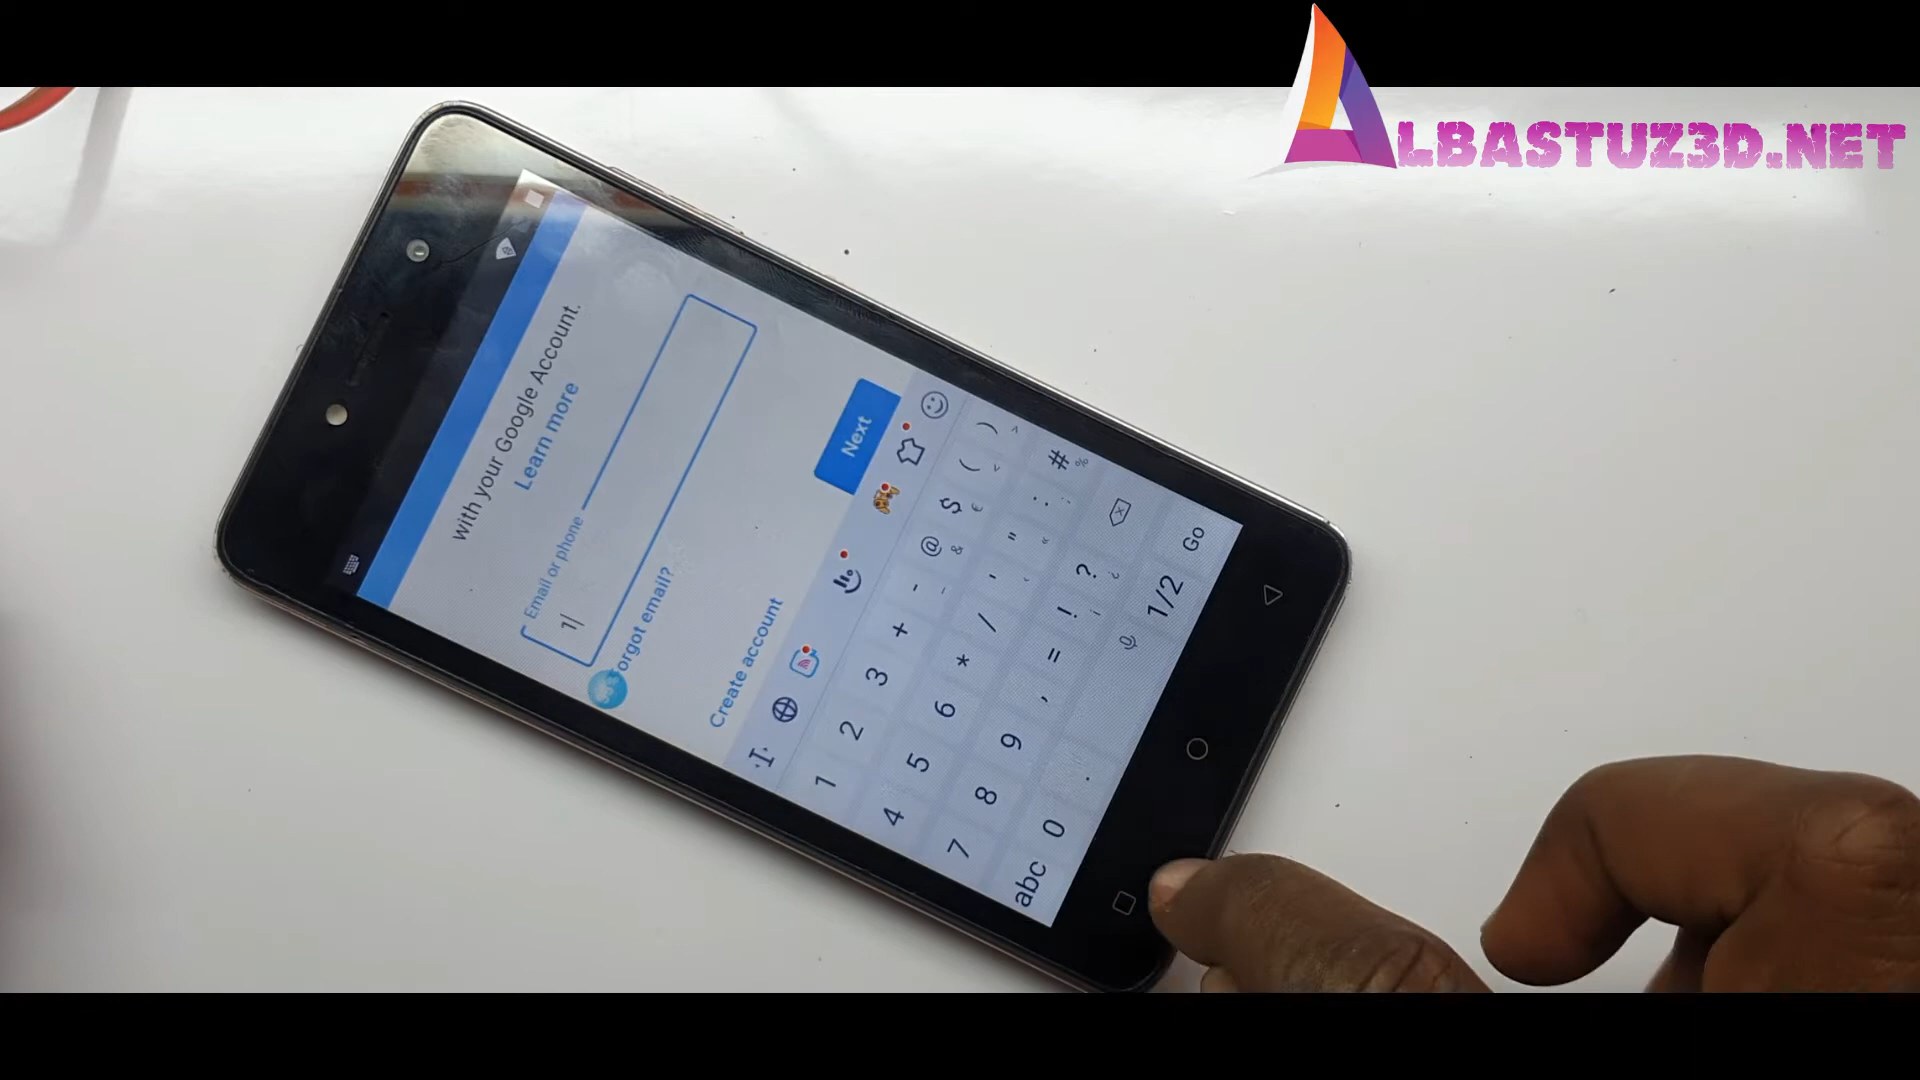 ALBASTUZ3D.NET
with your Google Account.
Learn more
Email or phone
1
Forgot email?
Create account
Next
1 2 3 + - @ $ ( )
_ & € < >
4 5 6 * / ' " : #
‹ « ; %
7 8 9 , = ! ?
¡ ¿
abc 0 . 1/2 Go